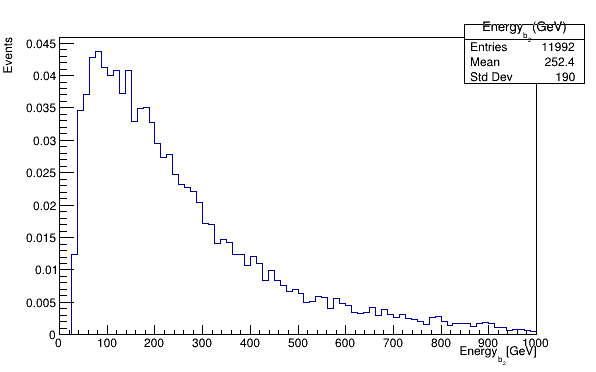 Energy_b_2(GeV)
Entries 11992
Mean 252.4
Std Dev 190
Events
0.045
0.04
0.035
0.03
0.025
0.02
0.015
0.01
0.005
0
0 100 200 300 400 500 600 700 800 900 1000
Energy_b_2[GeV]